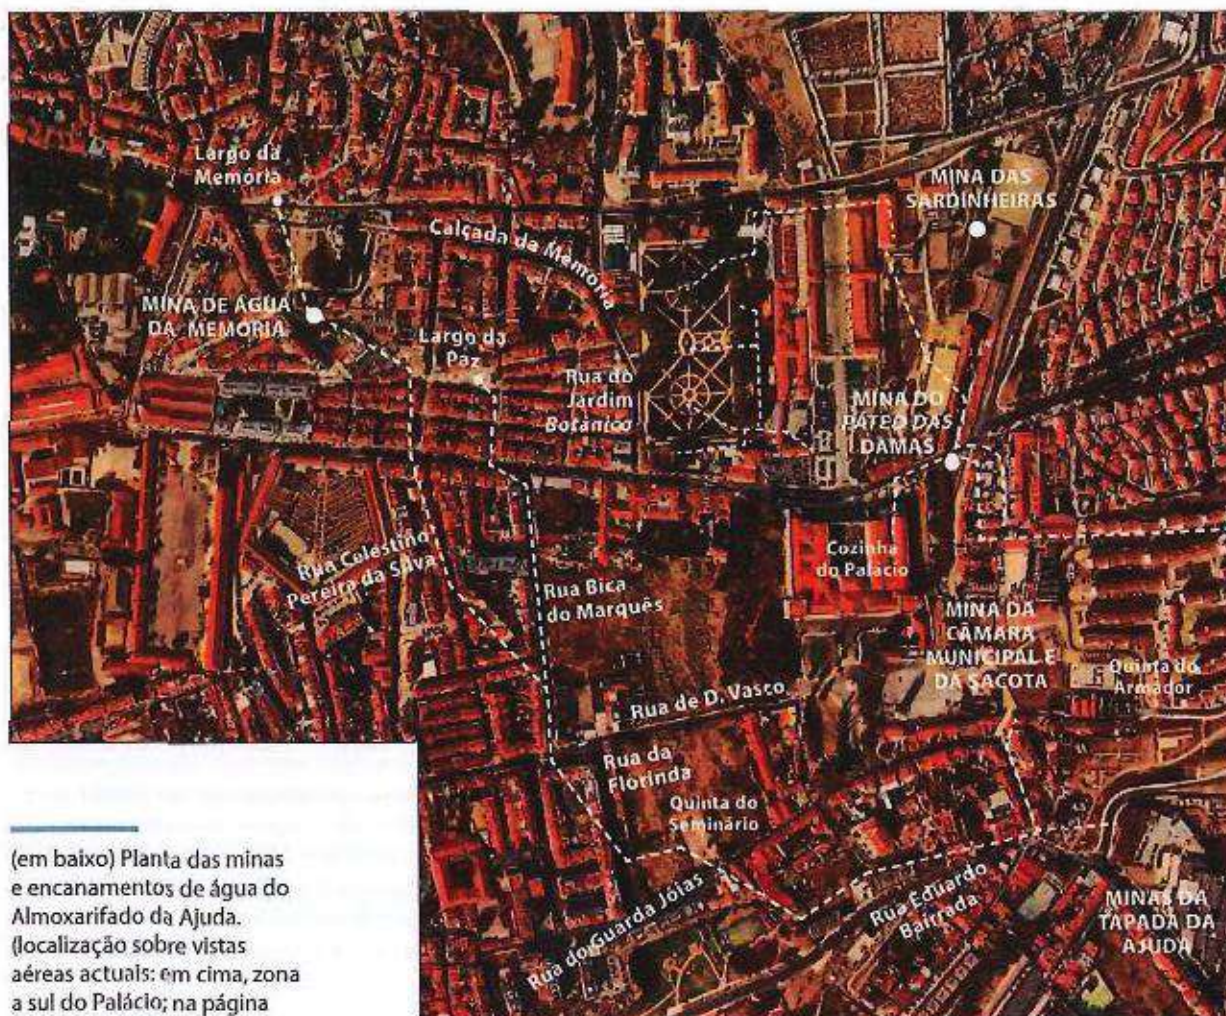 Largo da
Memória
MINA DAS
SARDINHEIRAS
Calçada da Memória
MINA DE ÁGUA
DA MEMÓRIA
Largo da
Paz
Rua do
Jardim
Botânico
MINA DO
PÁTEO DAS
DAMAS
Rua Celestino
Pereira da Silva
Cozinha
do Palácio
Rua Bica
do Marquês
MINA DA
CÂMARA
MUNICIPAL E
DA SACOTA
Quinta do
Armador
Rua de D. Vasco
Rua da
Florinda
Quinta do
Seminário
Rua do Guarda Jóias
Rua Eduardo
Bairrada
MINAS DA
TAPADA DA
AJUDA
(em baixo) Planta das minas
e encanamentos de água do
Almoxarifado da Ajuda.
(localização sobre vistas
aéreas actuais: em cima, zona
a sul do Palácio; na página